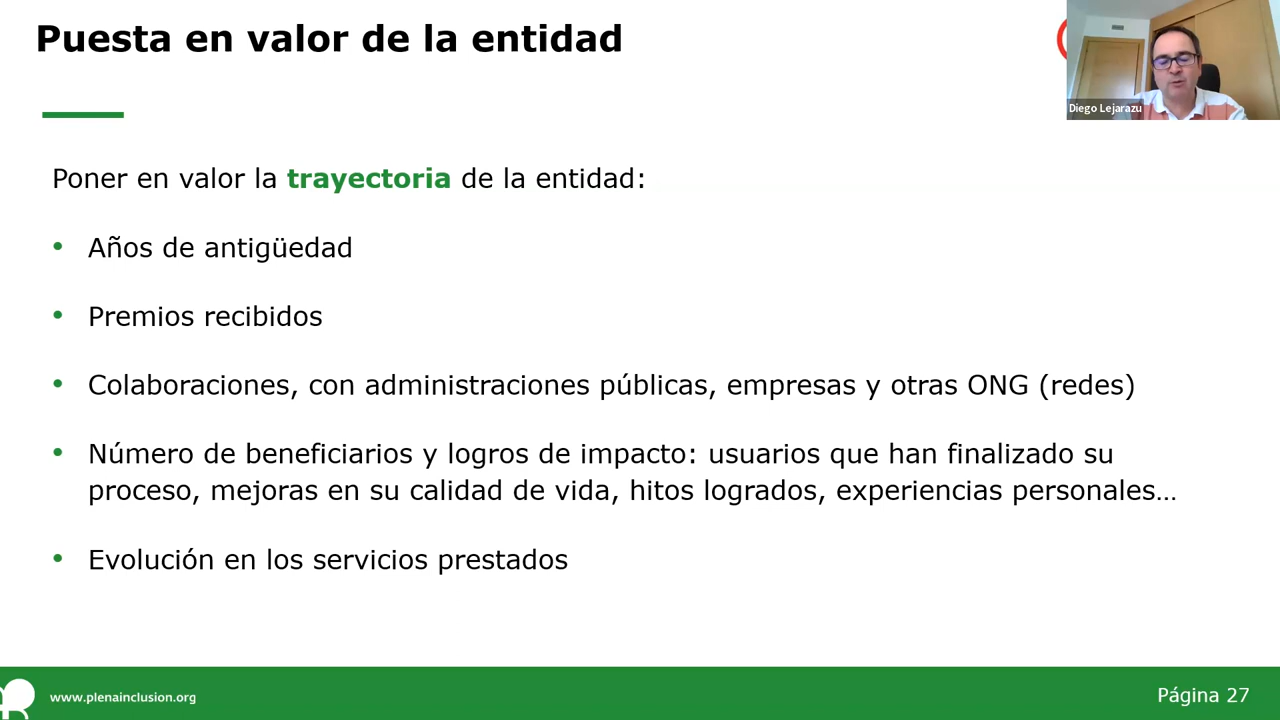 Puesta en valor de la entidad
Diego Lejarazu
Poner en valor la trayectoria de la entidad:
• Años de antigüedad
• Premios recibidos
• Colaboraciones, con administraciones públicas, empresas y otras ONG (redes)
• Número de beneficiarios y logros de impacto: usuarios que han finalizado su
proceso, mejoras en su calidad de vida, hitos logrados, experiencias personales…
• Evolución en los servicios prestados
www.plenainclusion.org
Página 27